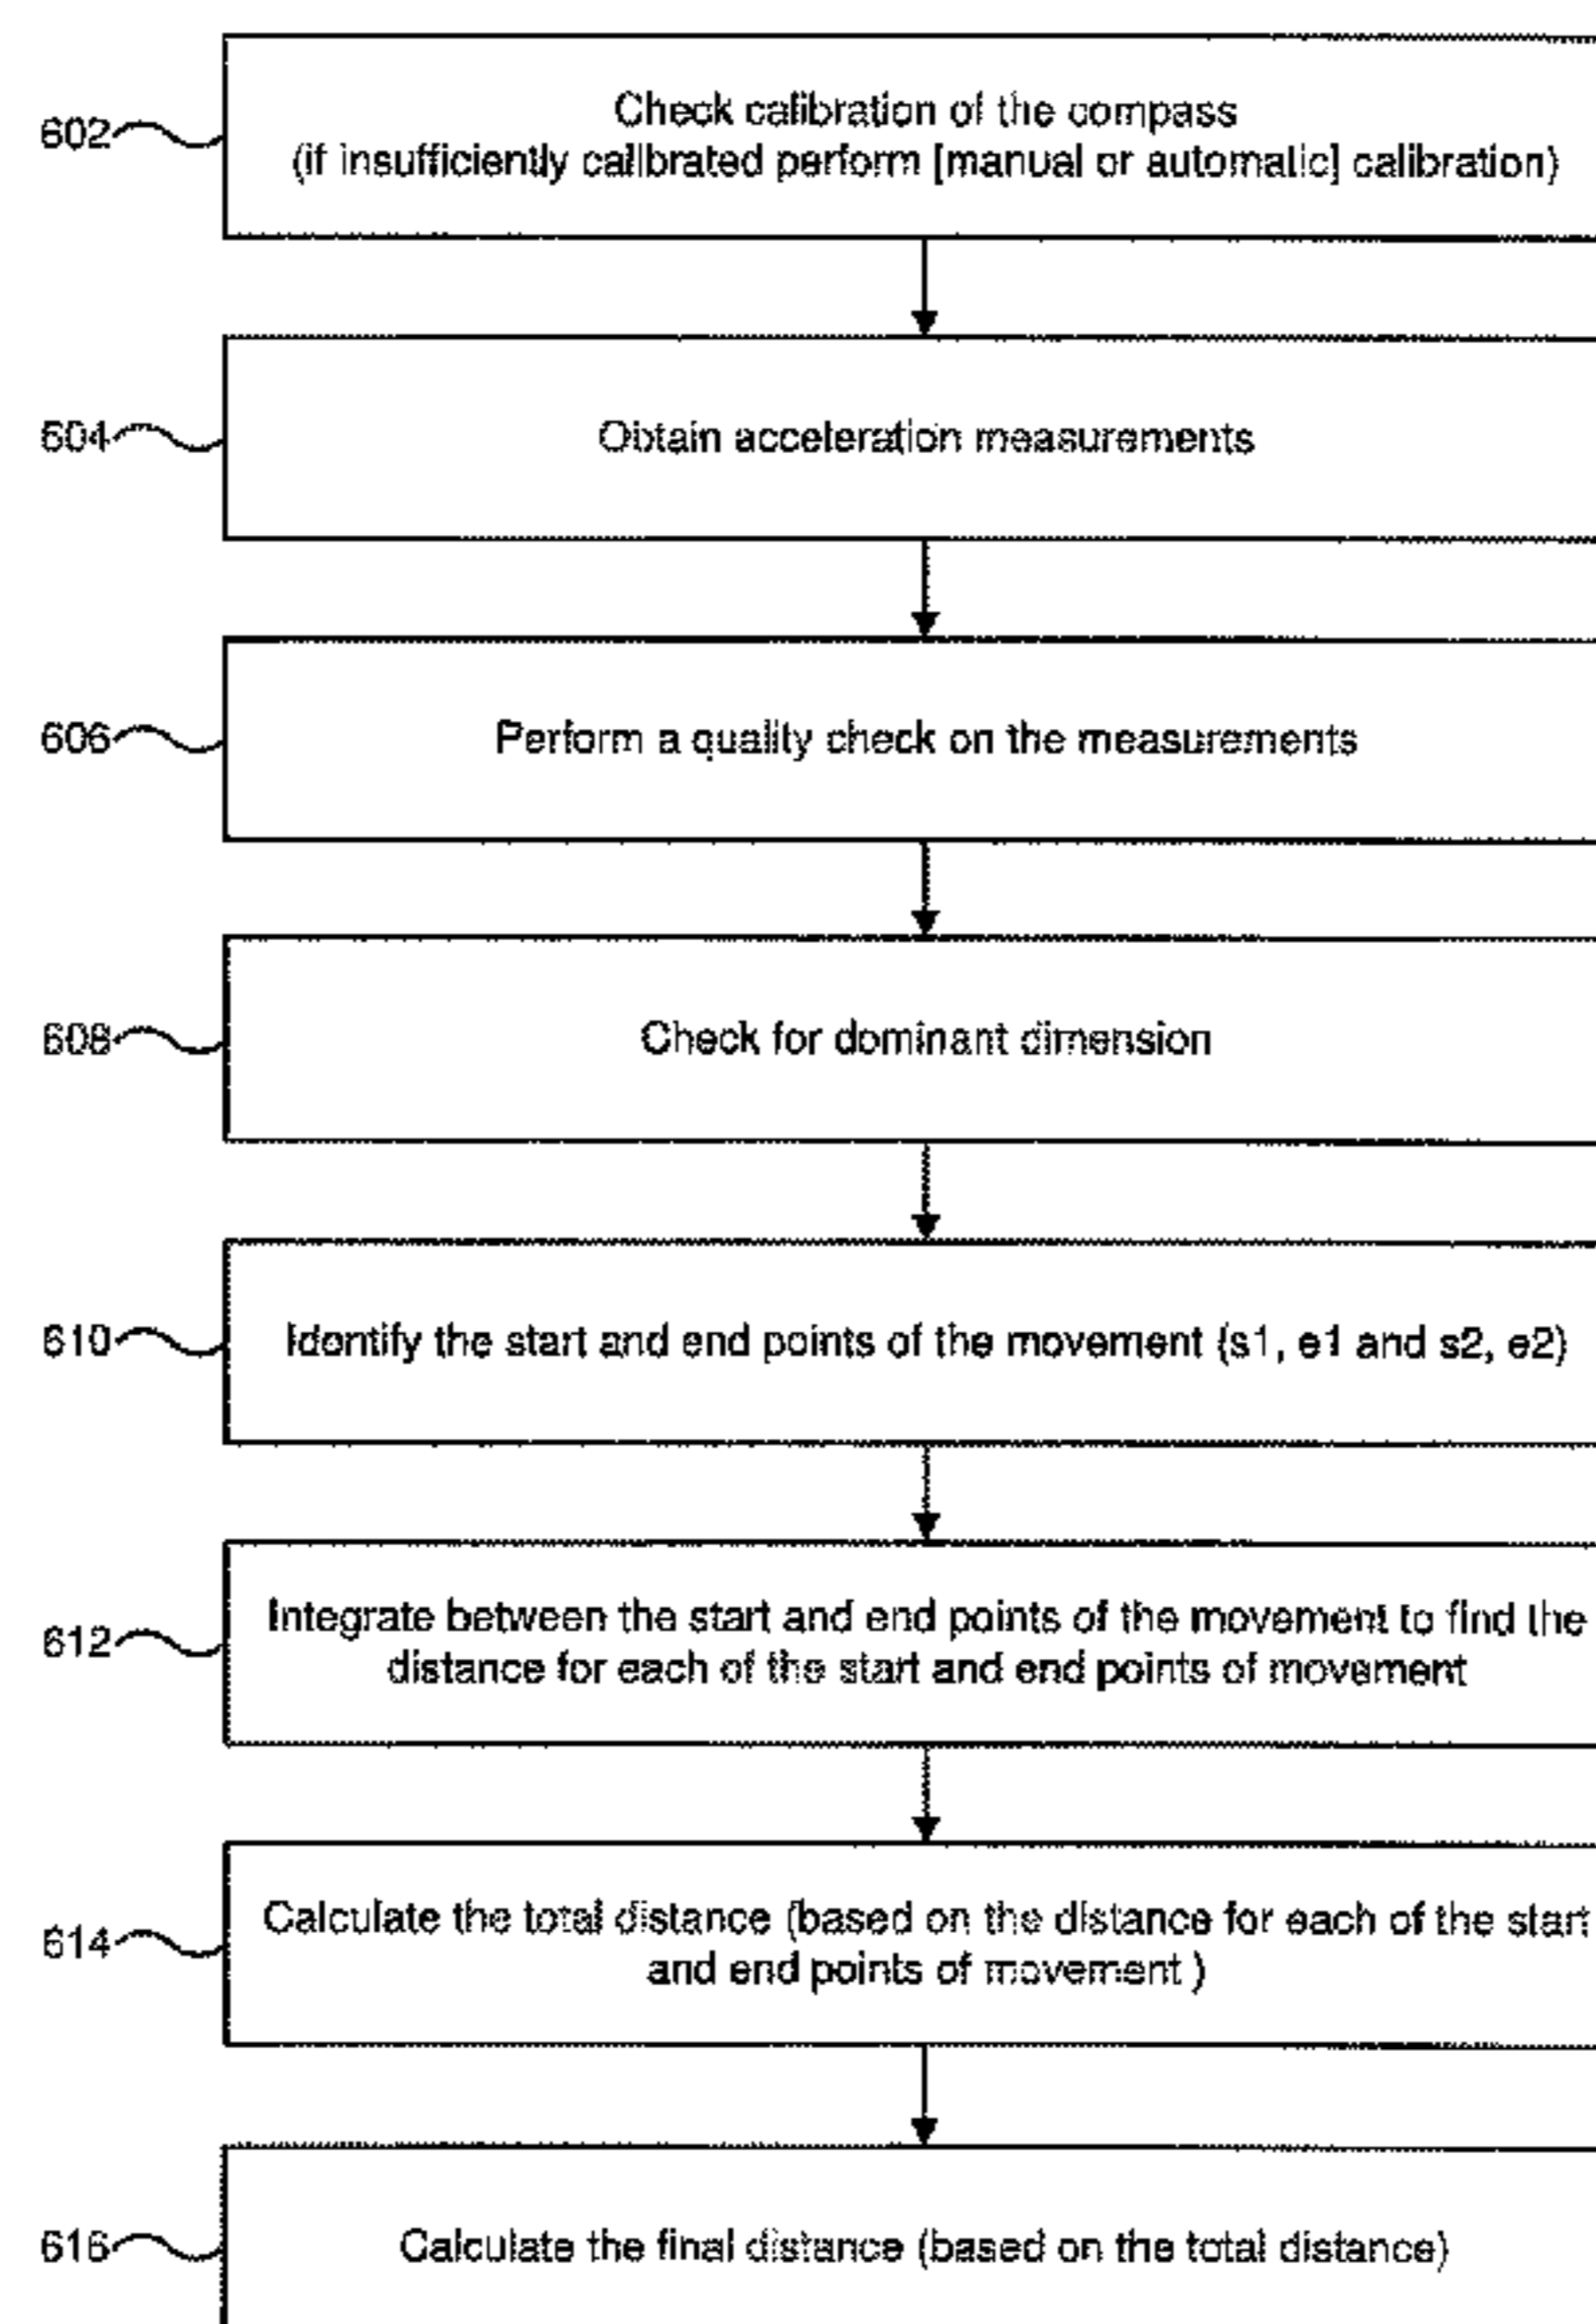 602
Check calibration of the compass
(if insufficiently calibrated perform [manual or automatic] calibration)
604
Obtain acceleration measurements
606
Perform a quality check on the measurements
608
Check for dominant dimension
610
Identify the start and end points of the movement (s1, e1 and s2, e2)
612
Integrate between the start and end points of the movement to find the
distance for each of the start and end points of movement
614
Calculate the total distance (based on the distance for each of the start
and end points of movement )
616
Calculate the final distance (based on the total distance)